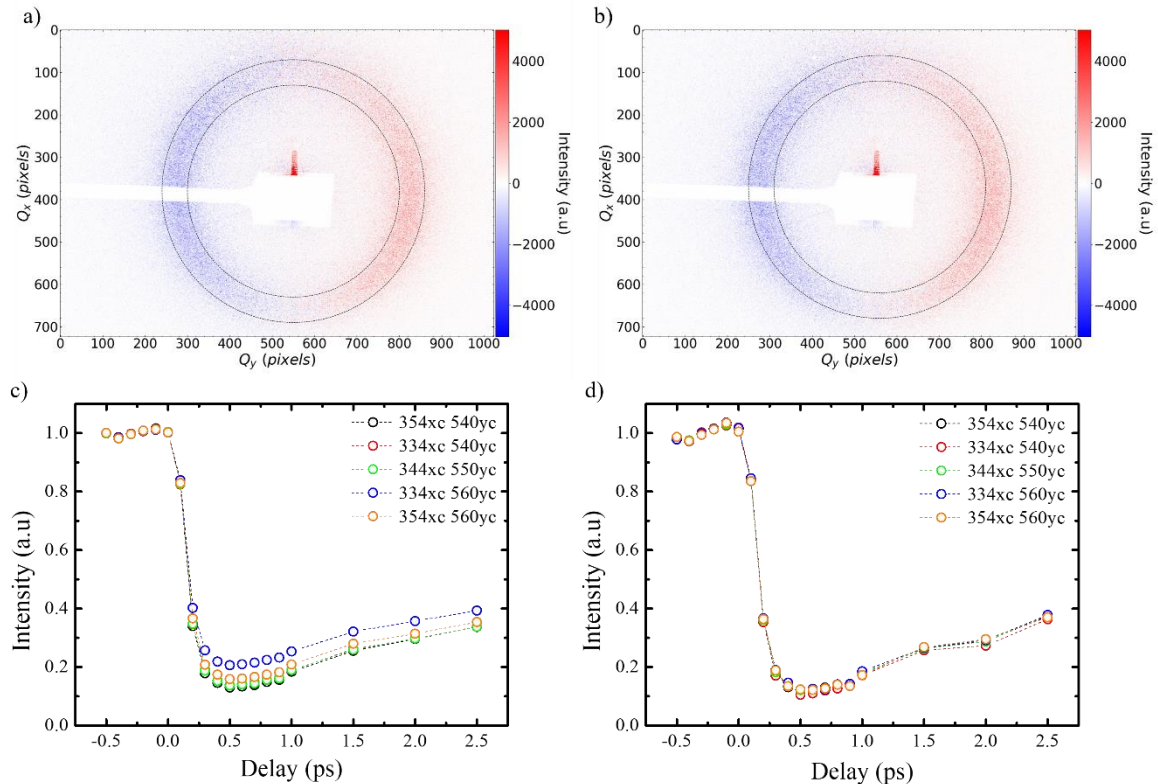 a)
0
100
200
300
400
500
600
700
Q_x (pixels)
0 100 200 300 400 500 600 700 800 900 1000
Q_y (pixels)
4000
2000
0
−2000
−4000
Intensity (a.u)
b)
0
100
200
300
400
500
600
700
Q_x (pixels)
0 100 200 300 400 500 600 700 800 900 1000
Q_y (pixels)
4000
2000
0
−2000
−4000
Intensity (a.u)
c)
354xc 540yc
334xc 540yc
344xc 550yc
334xc 560yc
354xc 560yc
1.0
0.8
0.6
0.4
0.2
0.0
Intensity (a.u)
-0.5 0.0 0.5 1.0 1.5 2.0 2.5
Delay (ps)
d)
354xc 540yc
334xc 540yc
344xc 550yc
334xc 560yc
354xc 560yc
1.0
0.8
0.6
0.4
0.2
0.0
Intensity (a.u)
-0.5 0.0 0.5 1.0 1.5 2.0 2.5
Delay (ps)